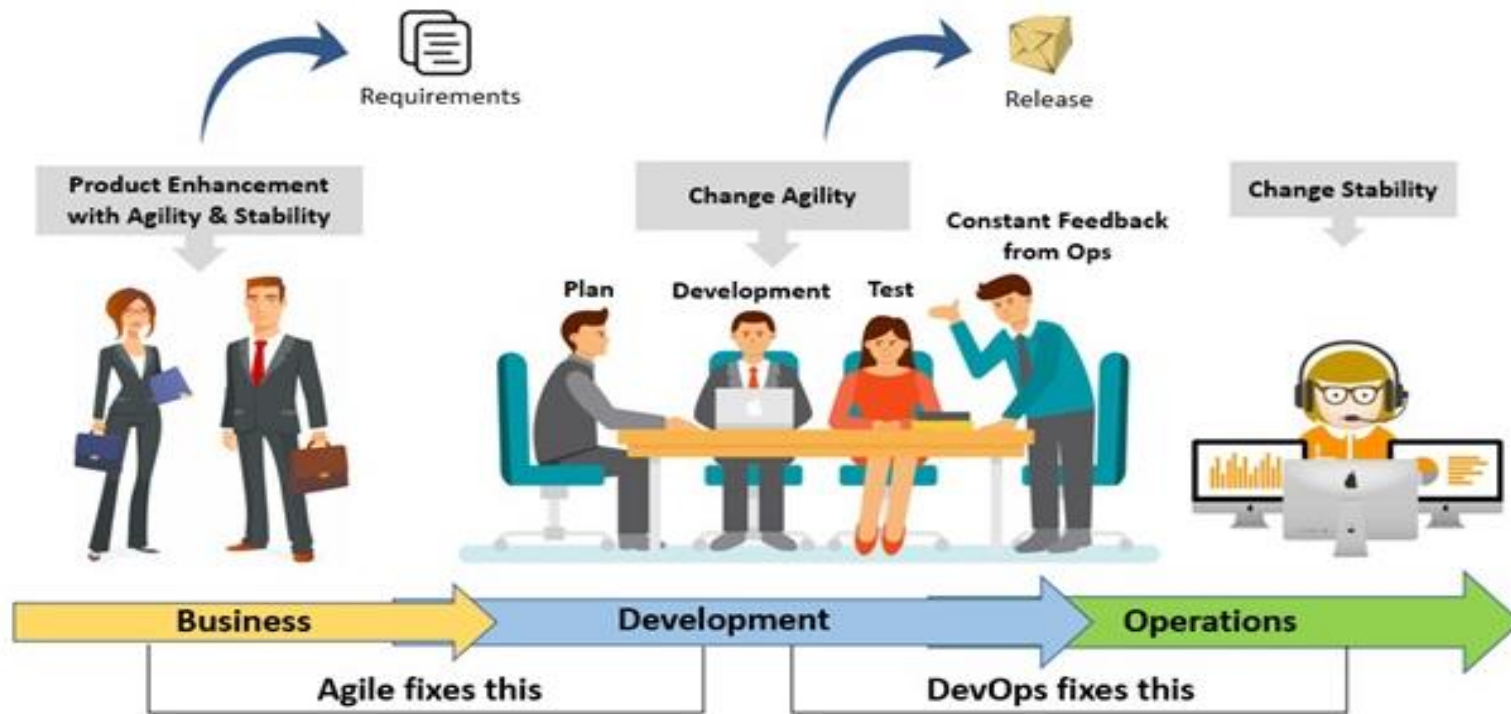 Requirements
Release
Product Enhancement
with Agility & Stability
Change Agility
Change Stability
Constant Feedback
from Ops
Plan
Development
Test
Business
Development
Operations
Agile fixes this
DevOps fixes this